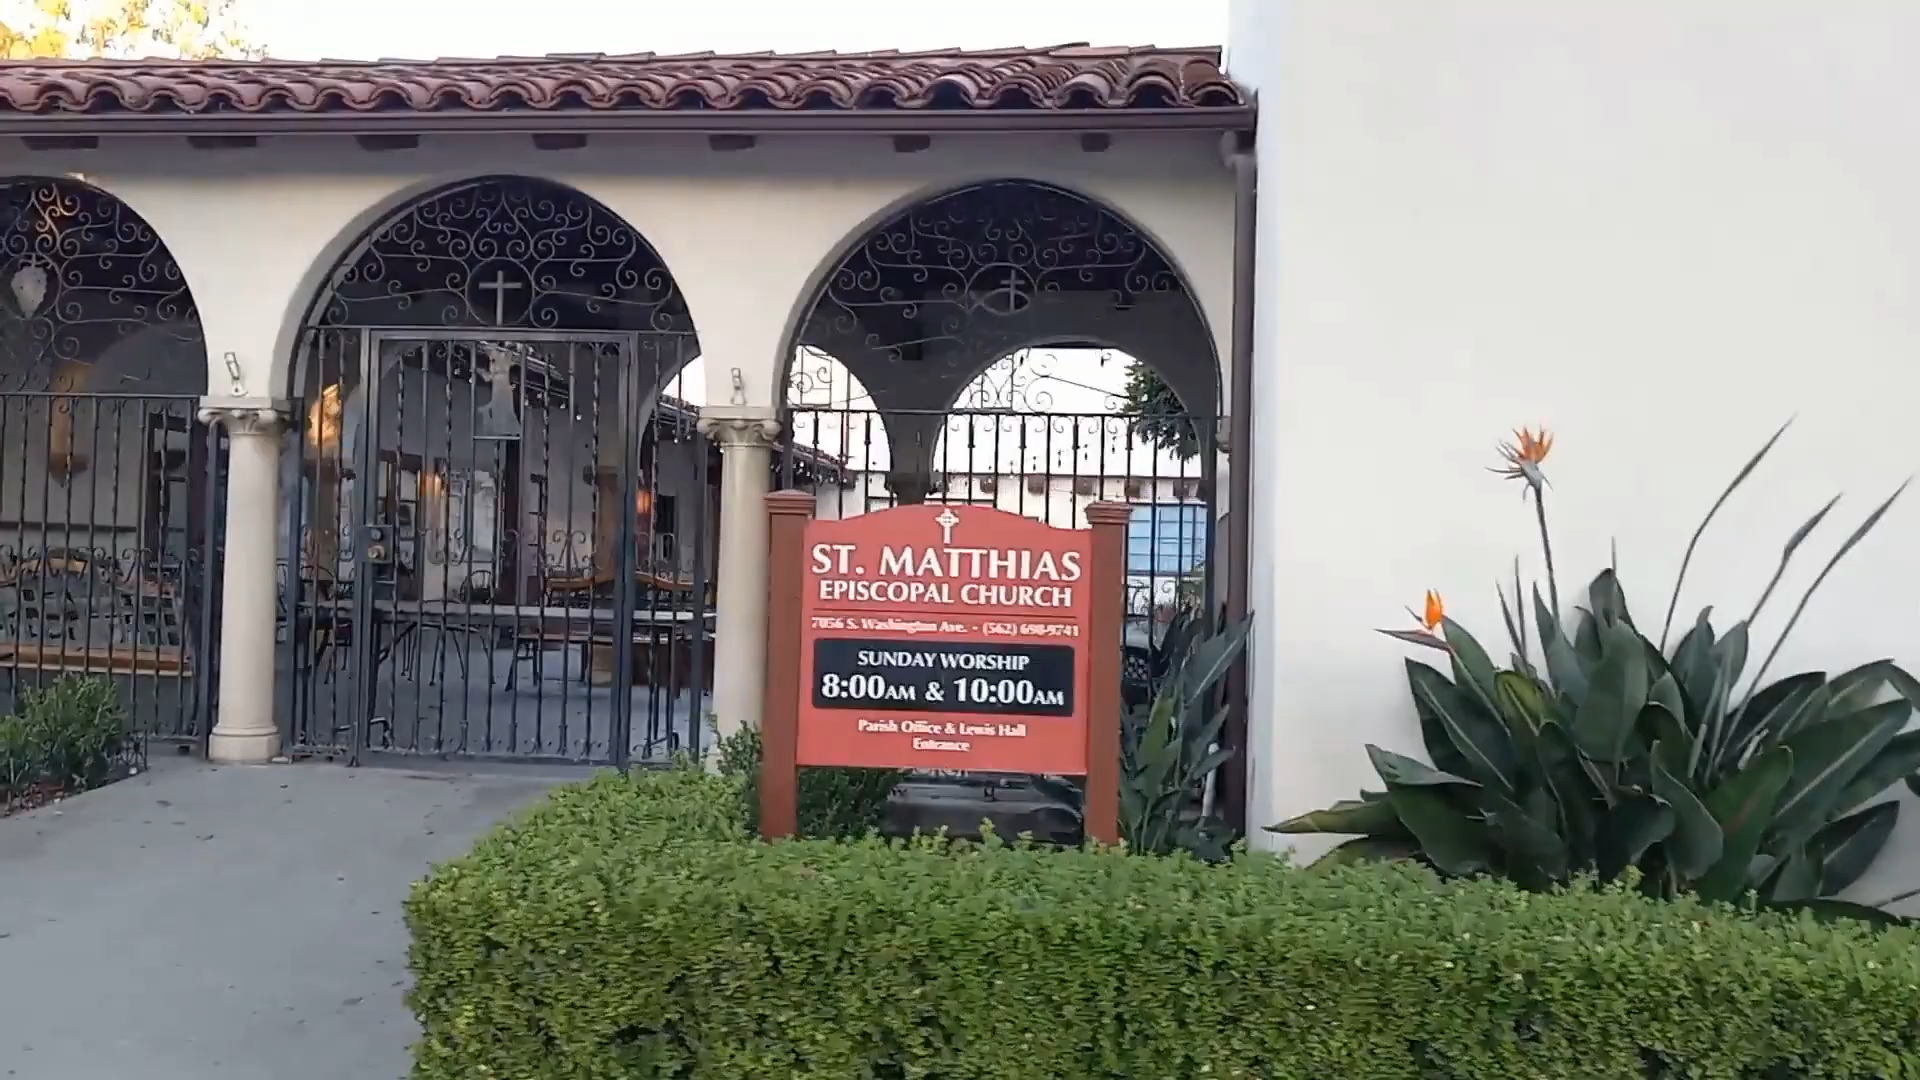 ST. MATTHIAS
EPISCOPAL CHURCH
7056 S. Washington Ave. • (562) 698-9741
SUNDAY WORSHIP
8:00AM & 10:00AM
Parish Office & Lewis Hall
Entrance